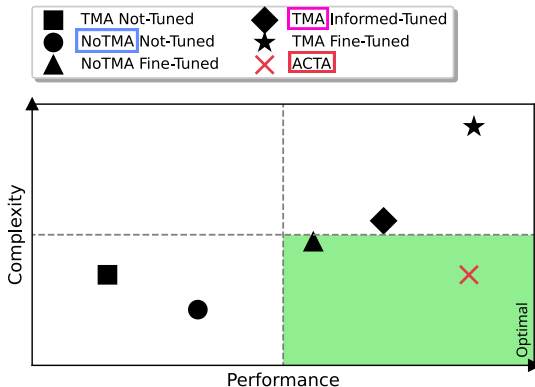 TMA Not-Tuned
NoTMA Not-Tuned
NoTMA Fine-Tuned
TMA Informed-Tuned
TMA Fine-Tuned
ACTA
Complexity
Optimal
Performance